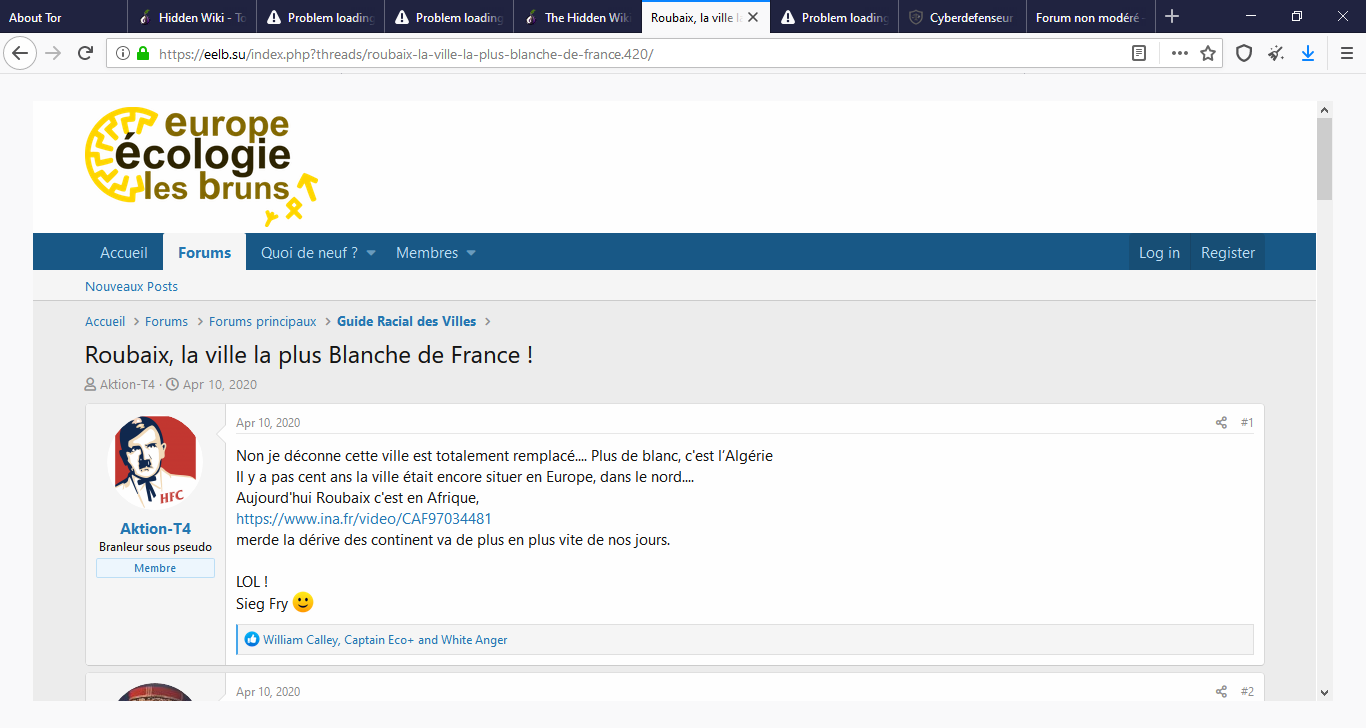 About Tor
Hidden Wiki - To
Problem loading
Problem loading
The Hidden Wiki
Roubaix, la ville l
Problem loading
Cyberdefenseur
Forum non modéré -
https://eelb.su/index.php?threads/roubaix-la-ville-la-plus-blanche-de-france.420/
europe
écologie
les bruns
Accueil Forums Quoi de neuf ? Membres Log in Register
Nouveaux Posts
Accueil > Forums > Forums principaux > Guide Racial des Villes >
Roubaix, la ville la plus Blanche de France !
Aktion-T4 · Apr 10, 2020
HFC
Aktion-T4
Branleur sous pseudo
Membre
Apr 10, 2020 #1
Non je déconne cette ville est totalement remplacé.... Plus de blanc, c'est l'Algérie
Il y a pas cent ans la ville était encore situer en Europe, dans le nord....
Aujourd'hui Roubaix c'est en Afrique,
https://www.ina.fr/video/CAF97034481
merde la dérive des continent va de plus en plus vite de nos jours.
LOL !
Sieg Fry
William Calley, Captain Eco+ and White Anger
Apr 10, 2020 #2